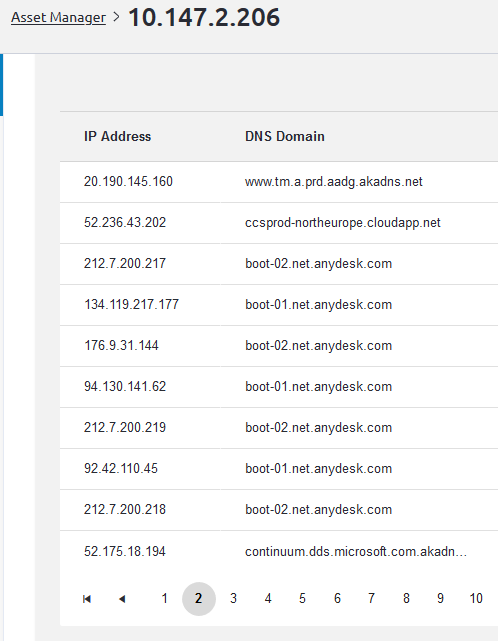 Asset Manager > 10.147.2.206
IP Address DNS Domain
20.190.145.160 www.tm.a.prd.aadg.akadns.net
52.236.43.202 ccsprod-northeurope.cloudapp.net
212.7.200.217 boot-02.net.anydesk.com
134.119.217.177 boot-01.net.anydesk.com
176.9.31.144 boot-02.net.anydesk.com
94.130.141.62 boot-01.net.anydesk.com
212.7.200.219 boot-02.net.anydesk.com
92.42.110.45 boot-01.net.anydesk.com
212.7.200.218 boot-02.net.anydesk.com
52.175.18.194 continuum.dds.microsoft.com.akadn...
1 2 3 4 5 6 7 8 9 10